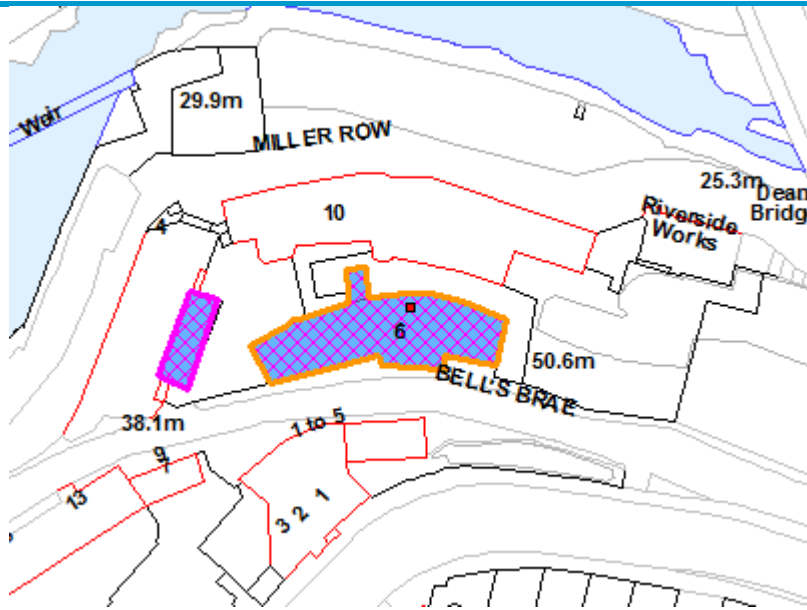 Weir
29.9m
MILLER ROW
25.3m
Dean
Bridg
Riverside
Works
10
4
6
50.6m
BELL'S BRAE
38.1m
1 to 5
9
7
13
3 2 1